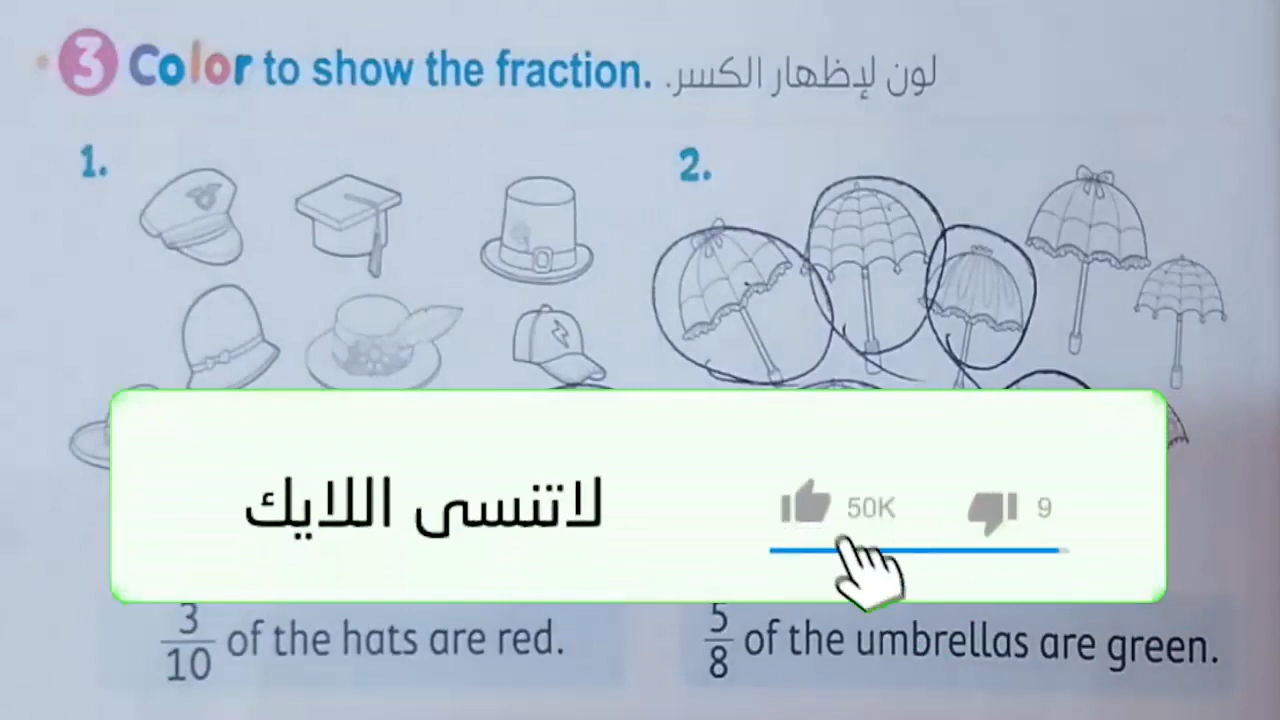 3 Color to show the fraction. لون لإظهار الكسر.
1.
2.
لاتنسى اللايك
50K 9
3/10 of the hats are red.
5/8 of the umbrellas are green.